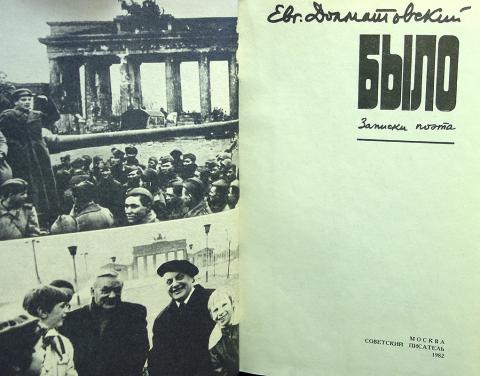 Евг. Долматовский
БЫЛО
Записки поэта
МОСКВА
СОВЕТСКИЙ ПИСАТЕЛЬ
1982